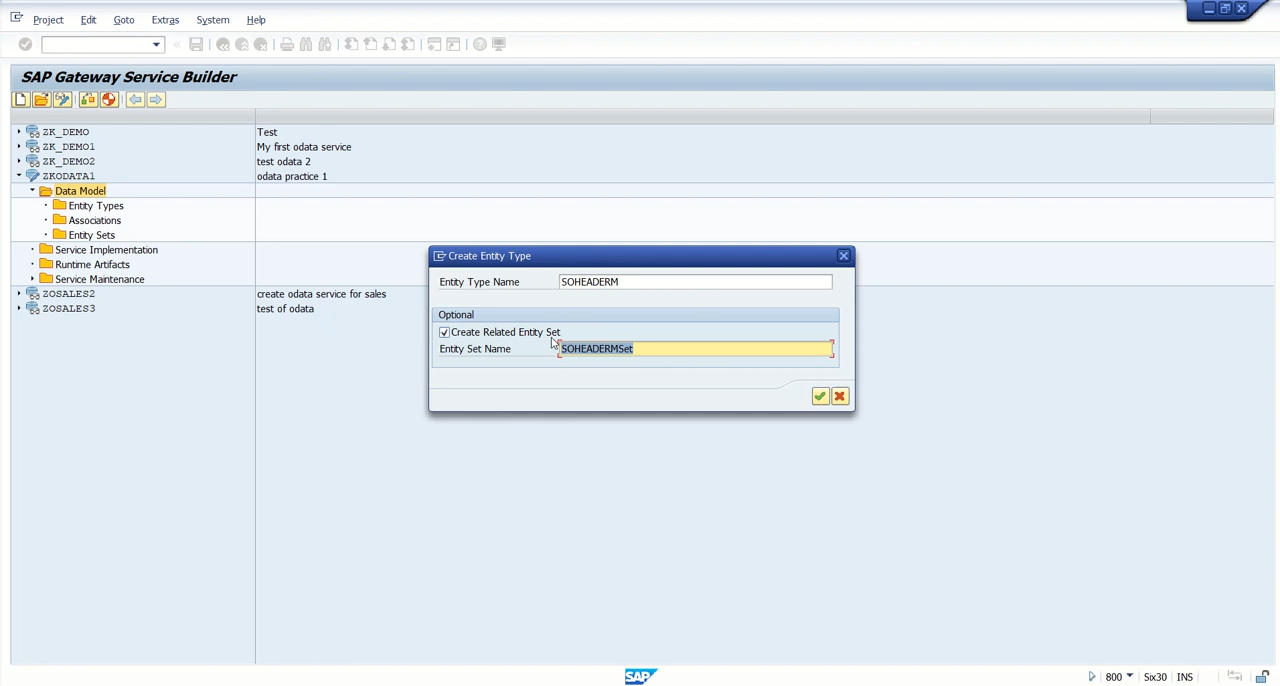 Project Edit Goto Extras System Help
SAP Gateway Service Builder
ZK_DEMO Test
ZK_DEMO1 My first odata service
ZK_DEMO2 test odata 2
ZKODATA1 odata practice 1
Data Model
Entity Types
Associations
Entity Sets
Service Implementation
Runtime Artifacts
Service Maintenance
ZOSALES2 create odata service for sales
ZOSALES3 test of odata
Create Entity Type
Entity Type Name SOHEADERM
Optional
Create Related Entity Set
Entity Set Name SOHEADERMSet
SAP
800 Six30 INS